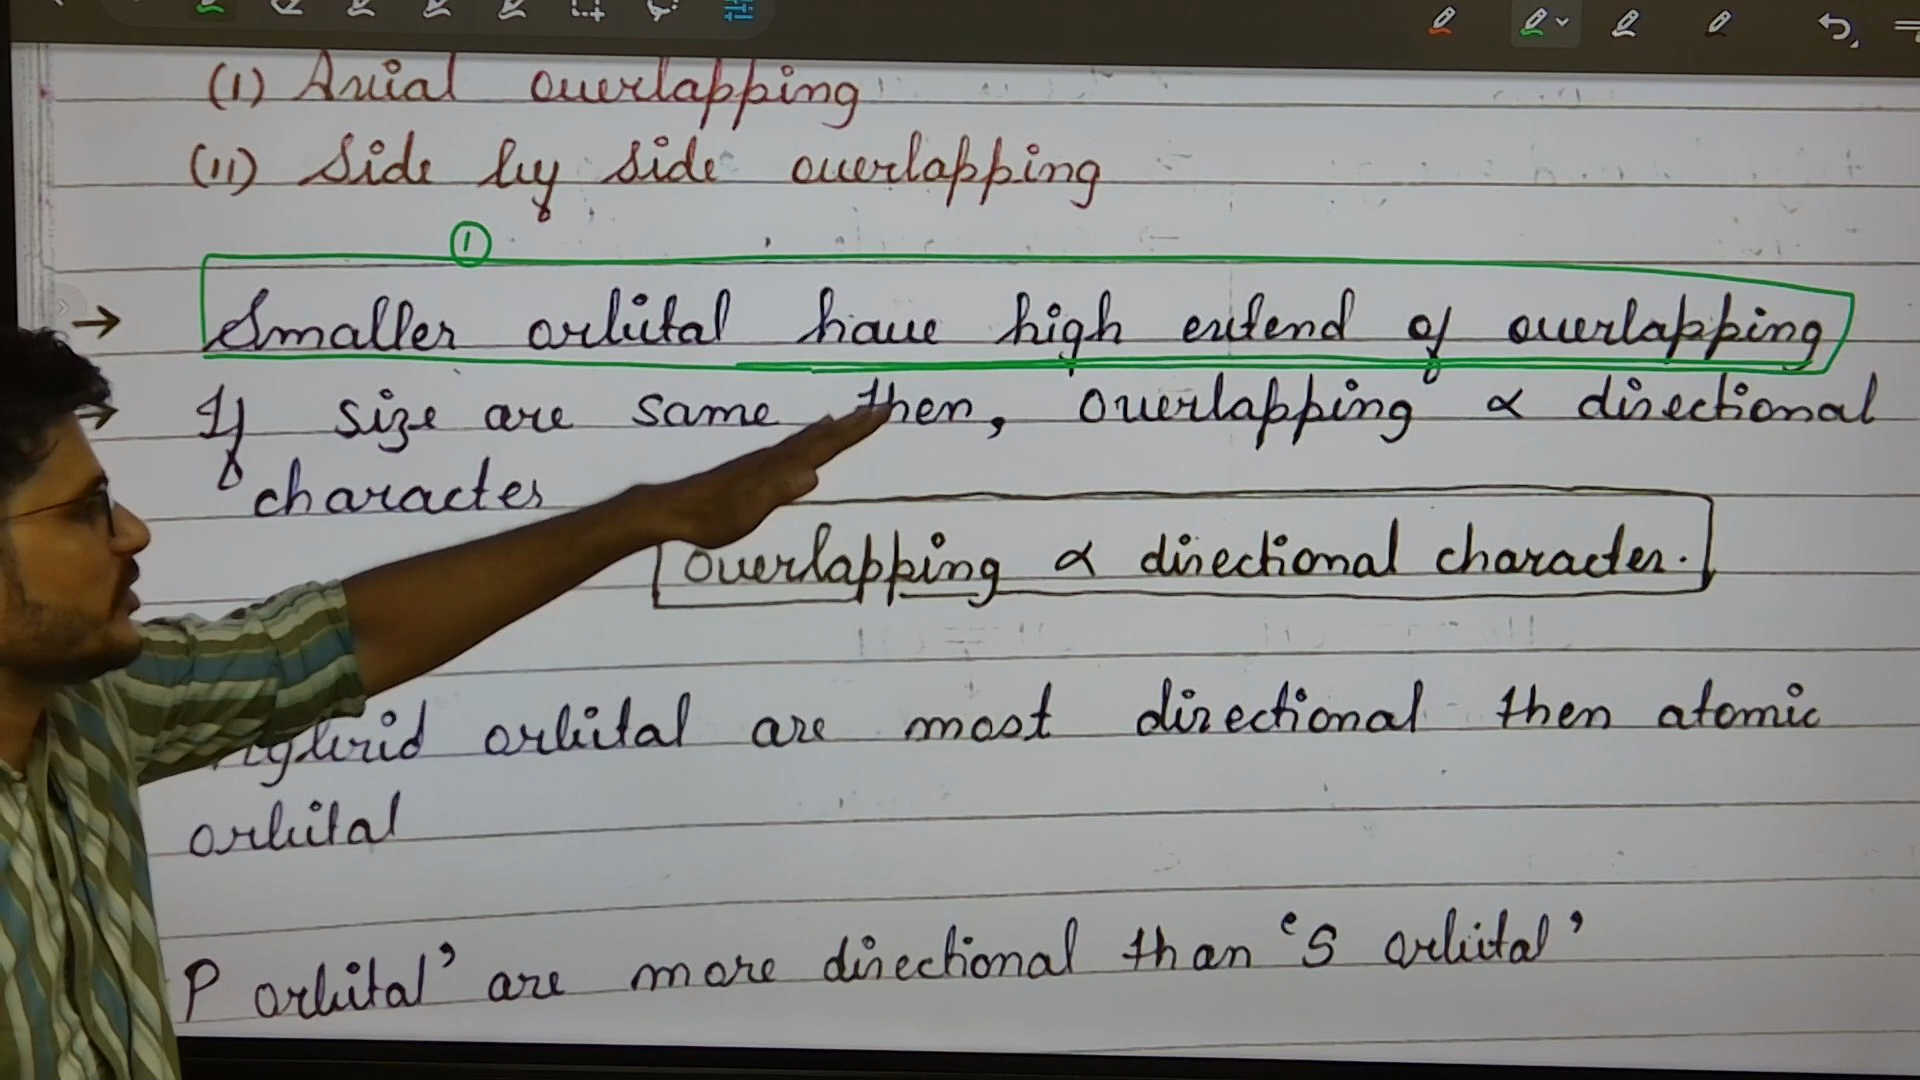 (I) Axial overlapping
(II) Side by side overlapping
①
→ Smaller orbital have high extend of overlapping
→ If size are same then, overlapping ∝ directional
character
overlapping ∝ directional character.
Hybrid orbital are most directional then atomic
orbital
P orbital' are more directional than 'S orbital'